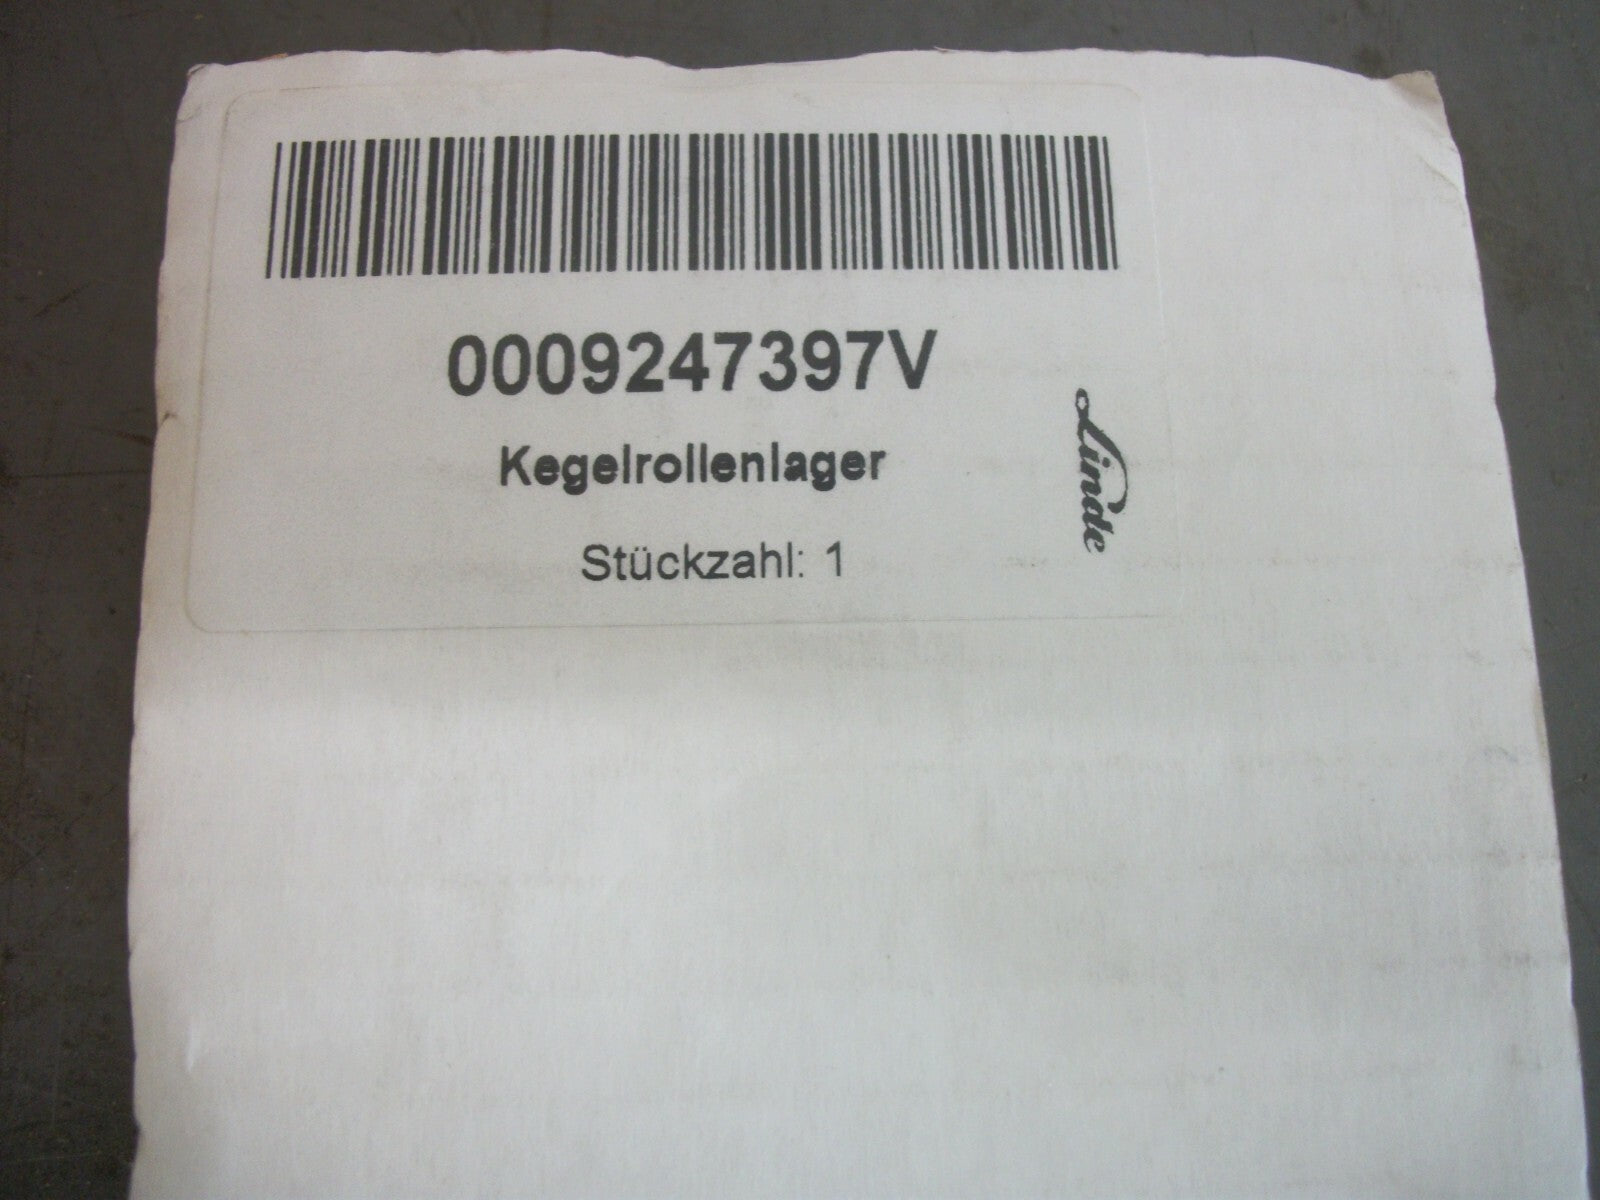 0009247397V
Kegelrollenlager
Stückzahl: 1
Linde